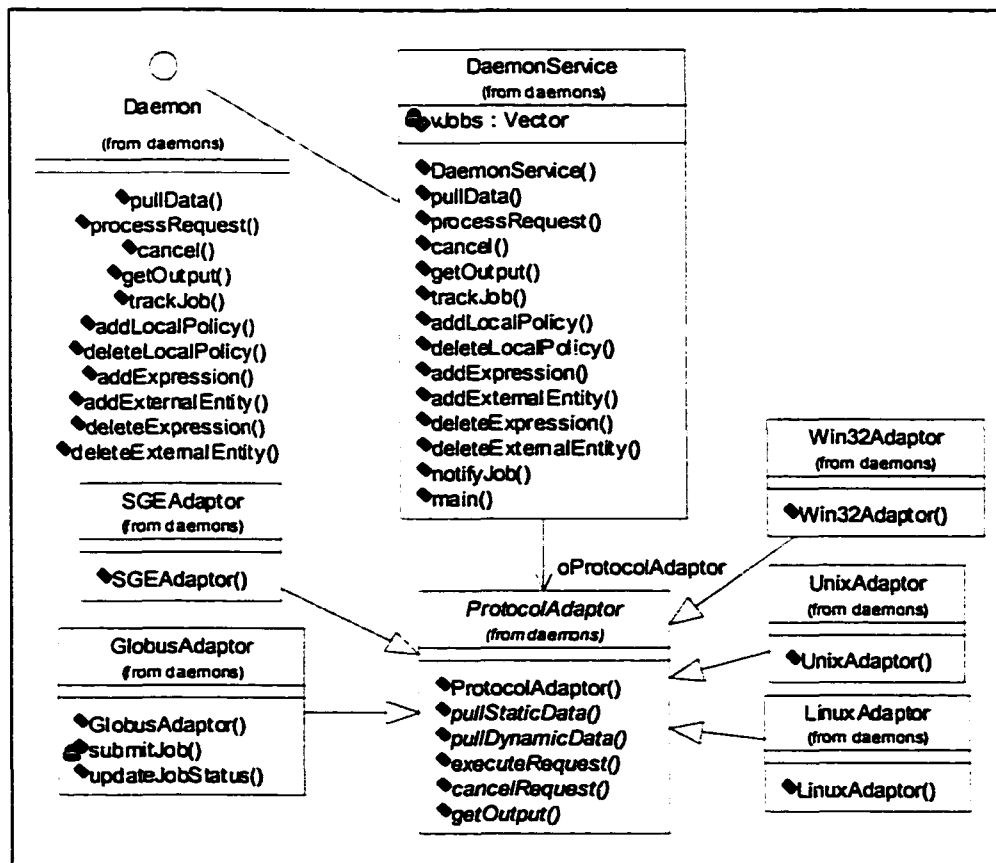 Daemon
(from daemons)
pullData()
processRequest()
cancel()
getOutput()
trackJob()
addLocalPolicy()
deleteLocalPolicy()
addExpression()
addExternalEntity()
deleteExpression()
deleteExternalEntity()
DaemonService
(from daemons)
vJobs : Vector
DaemonService()
pullData()
processRequest()
cancel()
getOutput()
trackJob()
addLocalPolicy()
deleteLocalPolicy()
addExpression()
addExternalEntity()
deleteExpression()
deleteExternalEntity()
notifyJob()
main()
SGEAdaptor
(from daemons)
SGEAdaptor()
GlobusAdaptor
(from daemons)
GlobusAdaptor()
submitJob()
updateJobStatus()
oProtocolAdaptor
ProtocolAdaptor
(from daemons)
ProtocolAdaptor()
pullStaticData()
pullDynamicData()
executeRequest()
cancelRequest()
getOutput()
Win32Adaptor
(from daemons)
Win32Adaptor()
UnixAdaptor
(from daemons)
UnixAdaptor()
LinuxAdaptor
(from daemons)
LinuxAdaptor()